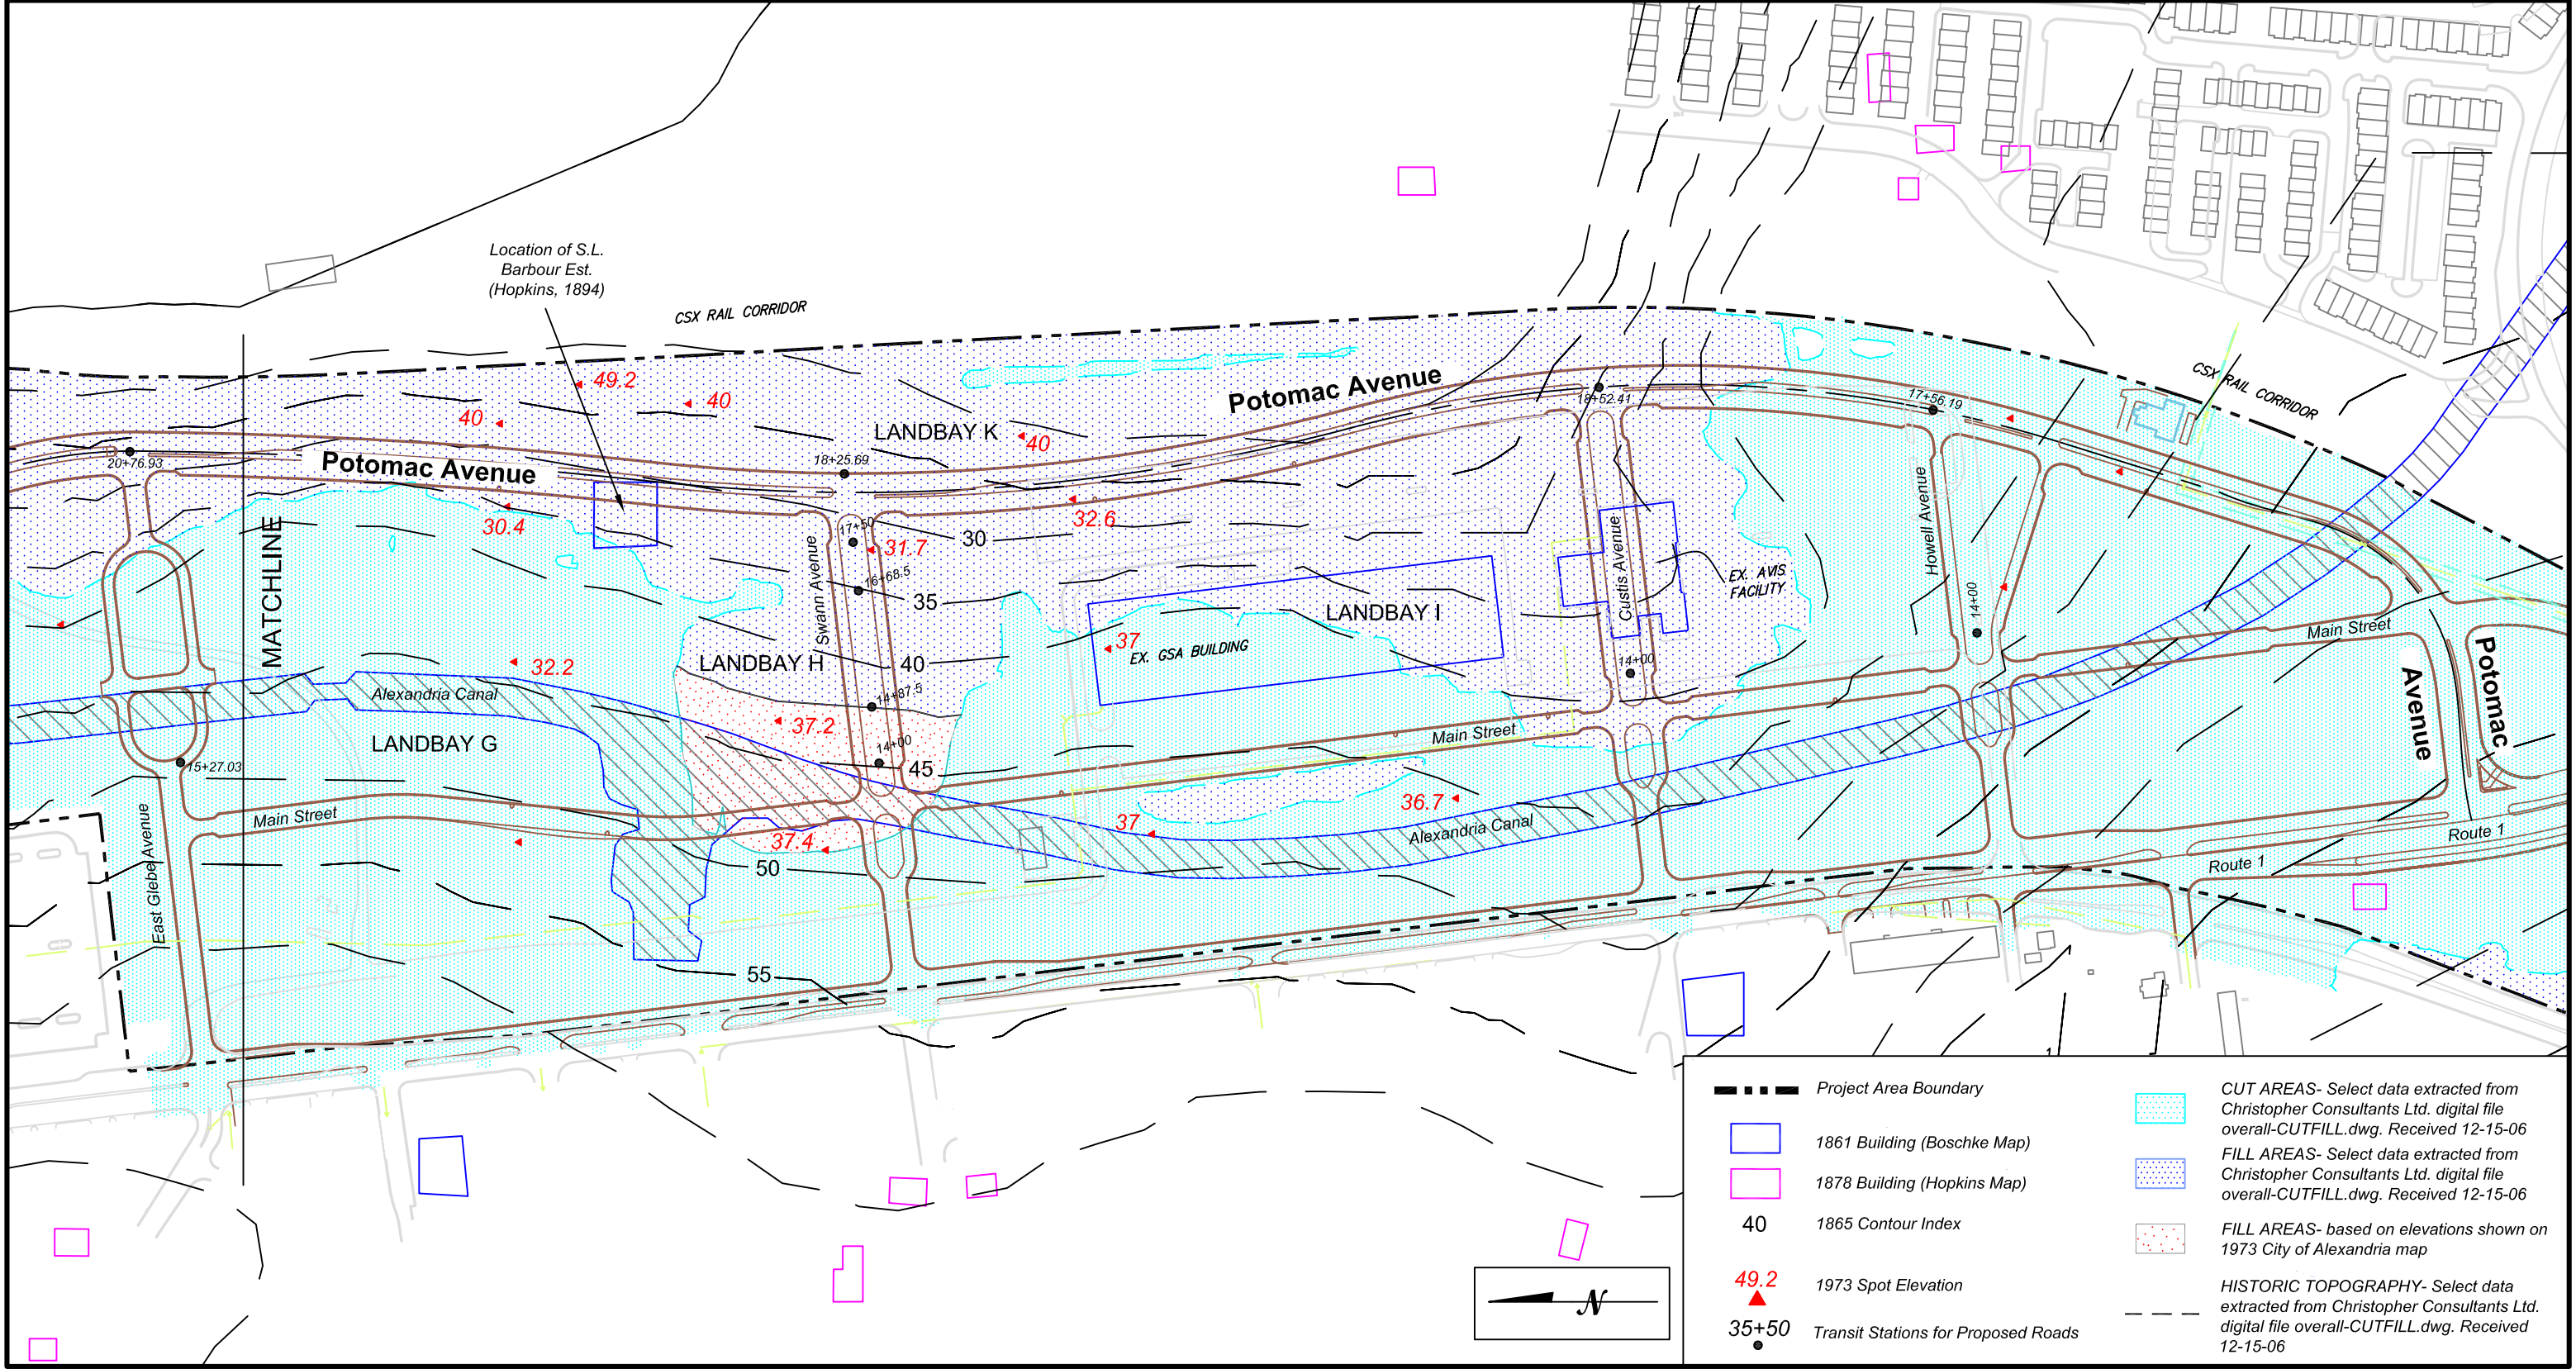 Location of S.L.
Barbour Est.
(Hopkins, 1894)
CSX RAIL CORRIDOR
CSX RAIL CORRIDOR
49.2
40
40
40
LANDBAY K
Potomac Avenue
Potomac Avenue
20+76.93
18+25.69
18+52.41
17+56.19
30.4
32.6
17+50
31.7
30
MATCHLINE
Swann Avenue
16+68.5
35
Custis Avenue
Howell Avenue
EX. AVIS
FACILITY
14+00
LANDBAY I
37
EX. GSA BUILDING
LANDBAY H
40
32.2
14+00
Main Street
Potomac
Avenue
Alexandria Canal
14+87.5
37.2
LANDBAY G
14+00
Main Street
45
15+27.03
36.7
Main Street
37
Alexandria Canal
37.4
50
Route 1
Route 1
East Glebe Avenue
55
N
Project Area Boundary
1861 Building (Boschke Map)
1878 Building (Hopkins Map)
40 1865 Contour Index
49.2 1973 Spot Elevation
35+50 Transit Stations for Proposed Roads
CUT AREAS- Select data extracted from
Christopher Consultants Ltd. digital file
overall-CUTFILL.dwg. Received 12-15-06
FILL AREAS- Select data extracted from
Christopher Consultants Ltd. digital file
overall-CUTFILL.dwg. Received 12-15-06
FILL AREAS- based on elevations shown on
1973 City of Alexandria map
HISTORIC TOPOGRAPHY- Select data
extracted from Christopher Consultants Ltd.
digital file overall-CUTFILL.dwg. Received
12-15-06